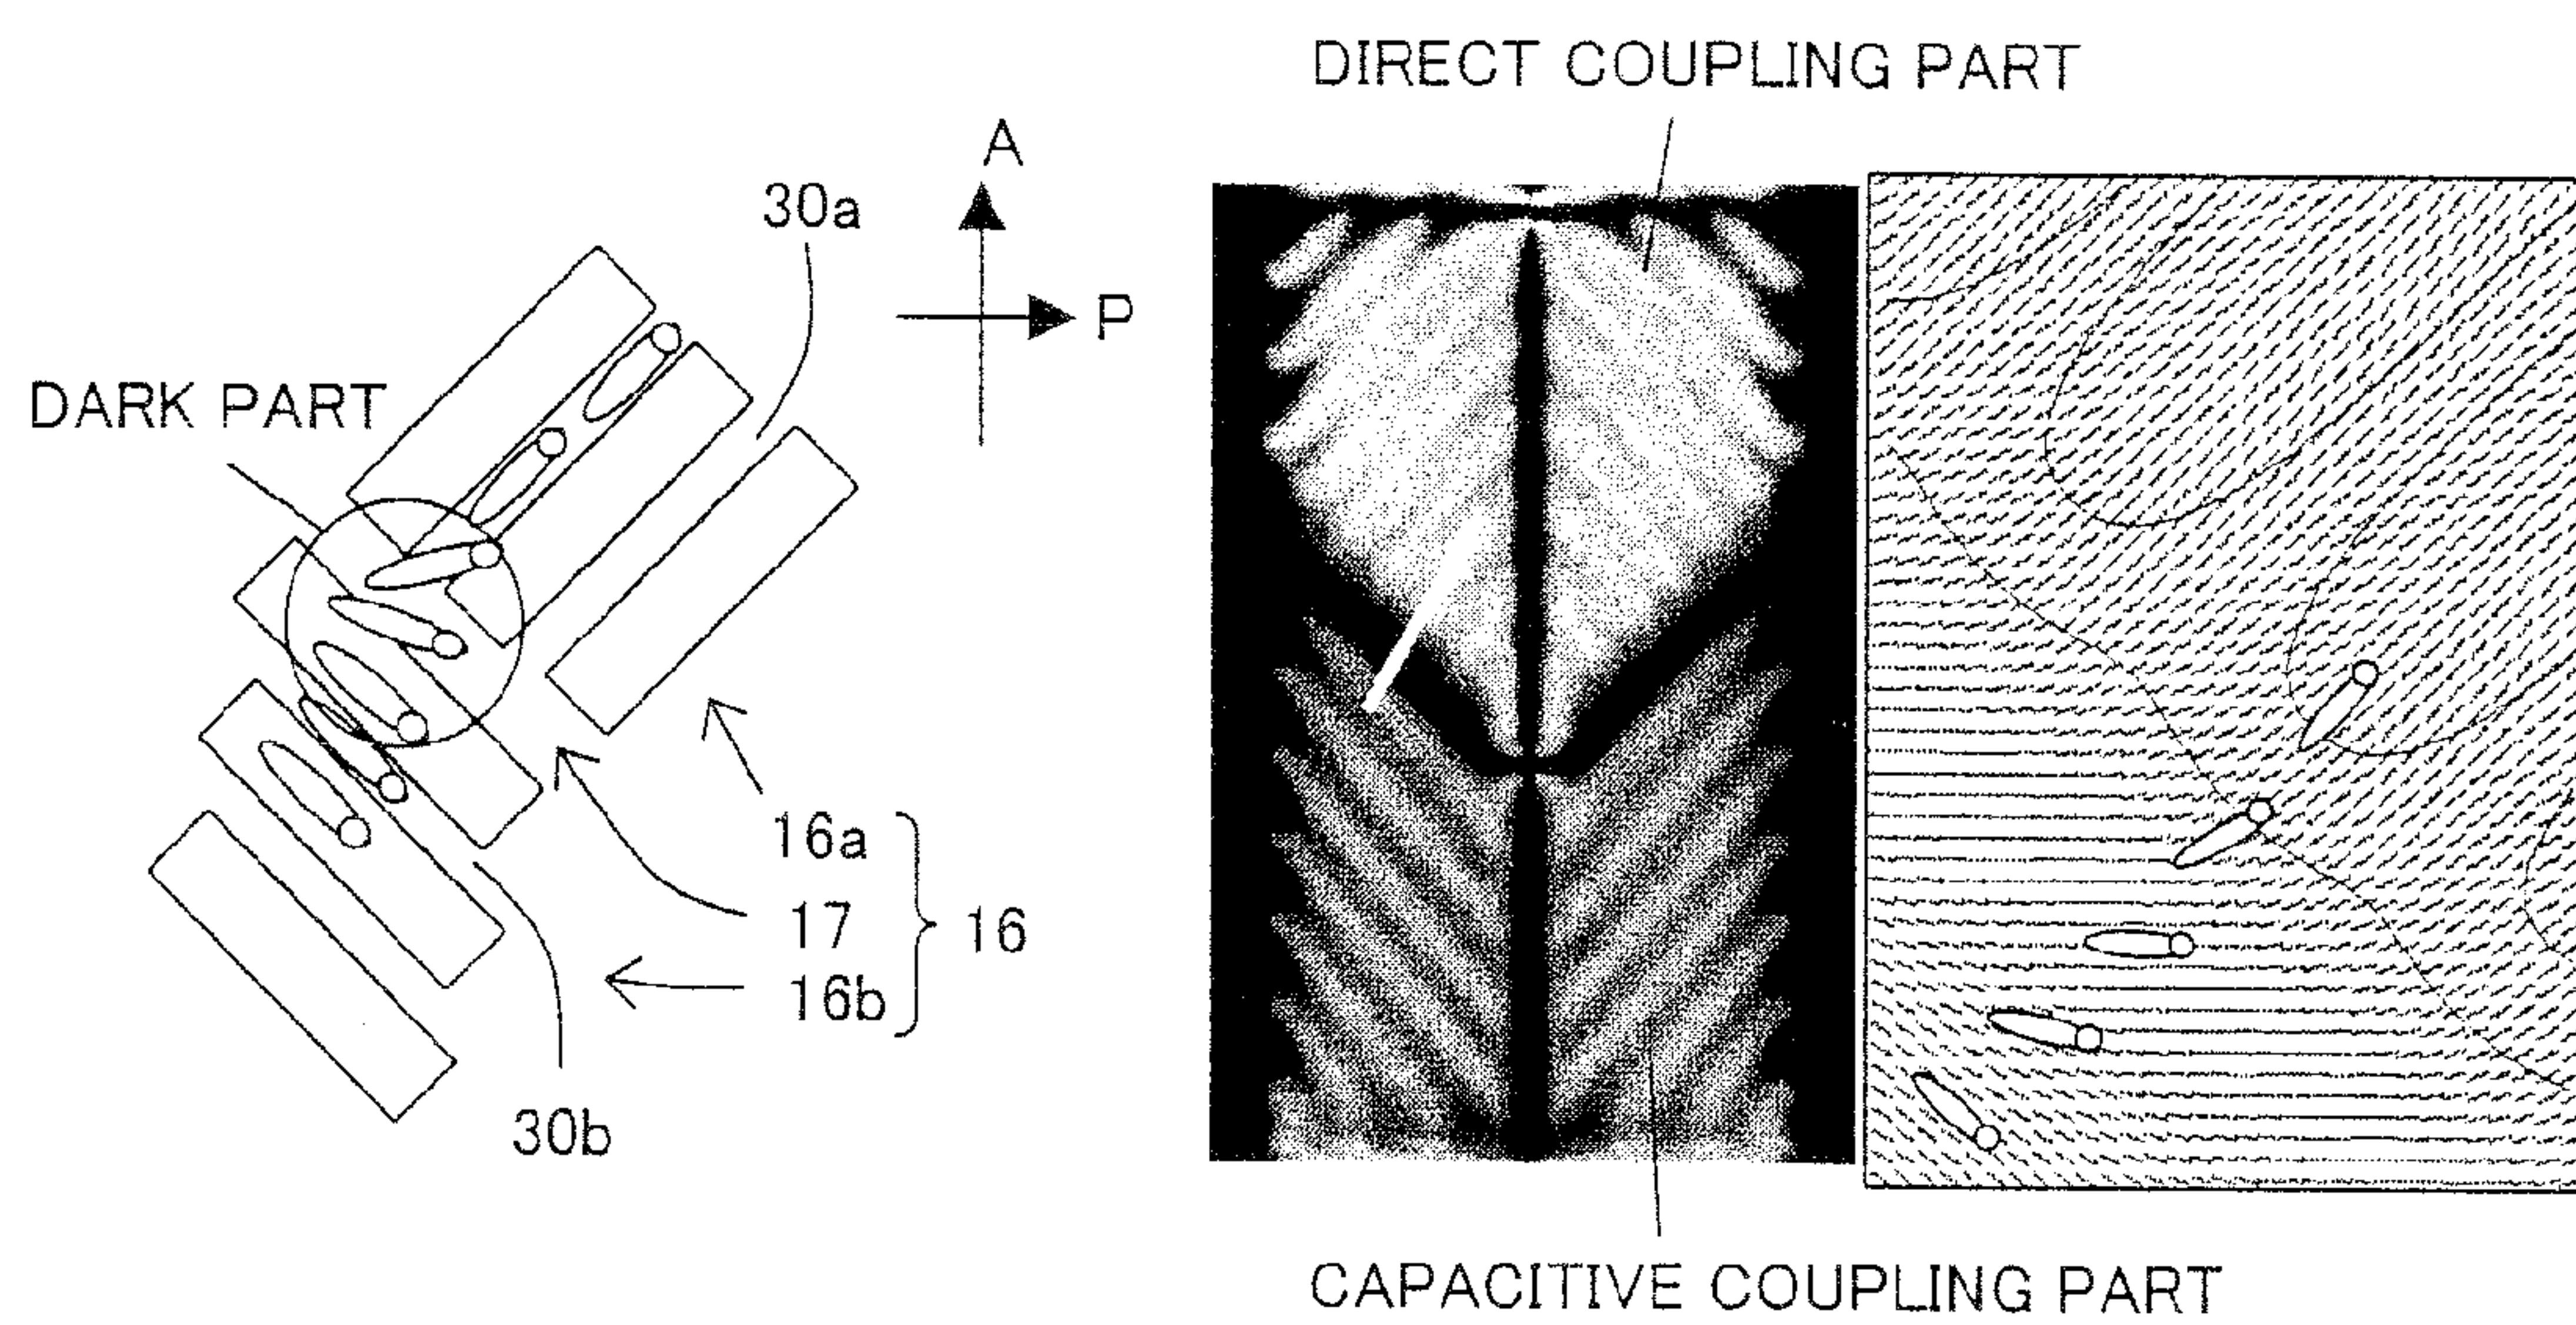 DIRECT COUPLING PART
A
30a
P
DARK PART
16a
17
16
16b
30b
CAPACITIVE COUPLING PART